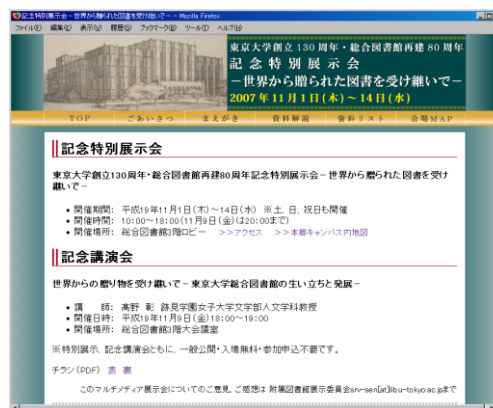 記念特別展示会－世界から贈られた図書を受け継いで－ - Mozilla Firefox
ファイル(F) 編集(E) 表示(V) 履歴(S) ブックマーク(B) ツール(T) ヘルプ(H)
東京大学創立 130 周年・総合図書館再建 80 周年
記念特別展示会
－世界から贈られた図書を受け継いで－
2007 年 11 月 1 日 (木) ～ 14 日 (水)
TOP ごあいさつ まえがき 資料解説 資料リスト 会場MAP
記念特別展示会
東京大学創立130周年・総合図書館再建80周年記念特別展示会－世界から贈られた図書を受け
継いで－
• 開催期間: 平成19年11月1日(木)～14日(水) ※土、日、祝日も開催
• 開催時間: 10:00～18:00(11月9日(金)は20:00まで)
• 開催場所: 総合図書館3階ロビー >>アクセス >>本郷キャンパス内地図
記念講演会
世界からの贈り物を受け継いで－東京大学総合図書館の生い立ちと発展－
• 講 師: 高野 彰 跡見学園女子大学文学部人文学科教授
• 開催日時: 平成19年11月9日(金)18:00～19:00
• 開催場所: 総合図書館3階大会議室
※特別展示、記念講演会ともに、一般公開・入場無料・参加申込不要です。
チラシ(PDF) 表 裏
このマルチメディア展示会についてのご意見、ご感想は 附属図書館展示委員会srv-sen[at]libu-tokyo.ac.jpまで